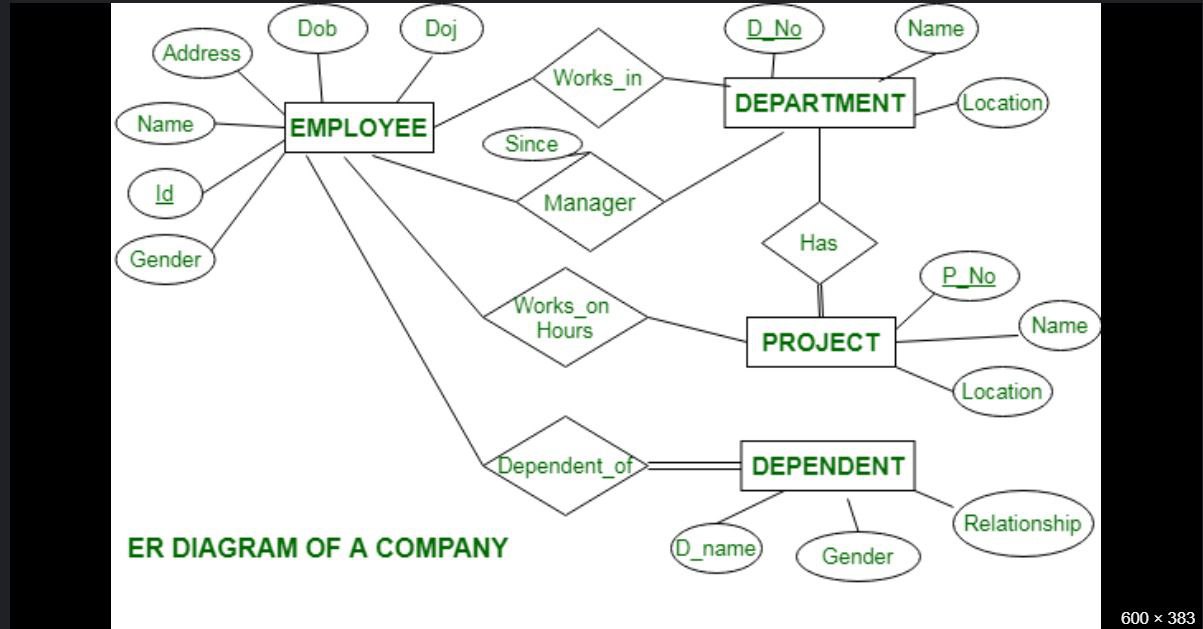 Dob
Doj
D_No
Name
Address
Works_in
DEPARTMENT
Location
Name
EMPLOYEE
Since
Id
Manager
Gender
Has
P_No
Works_on
Hours
PROJECT
Name
Location
Dependent_of
DEPENDENT
Relationship
D_name
Gender
ER DIAGRAM OF A COMPANY
600 × 383